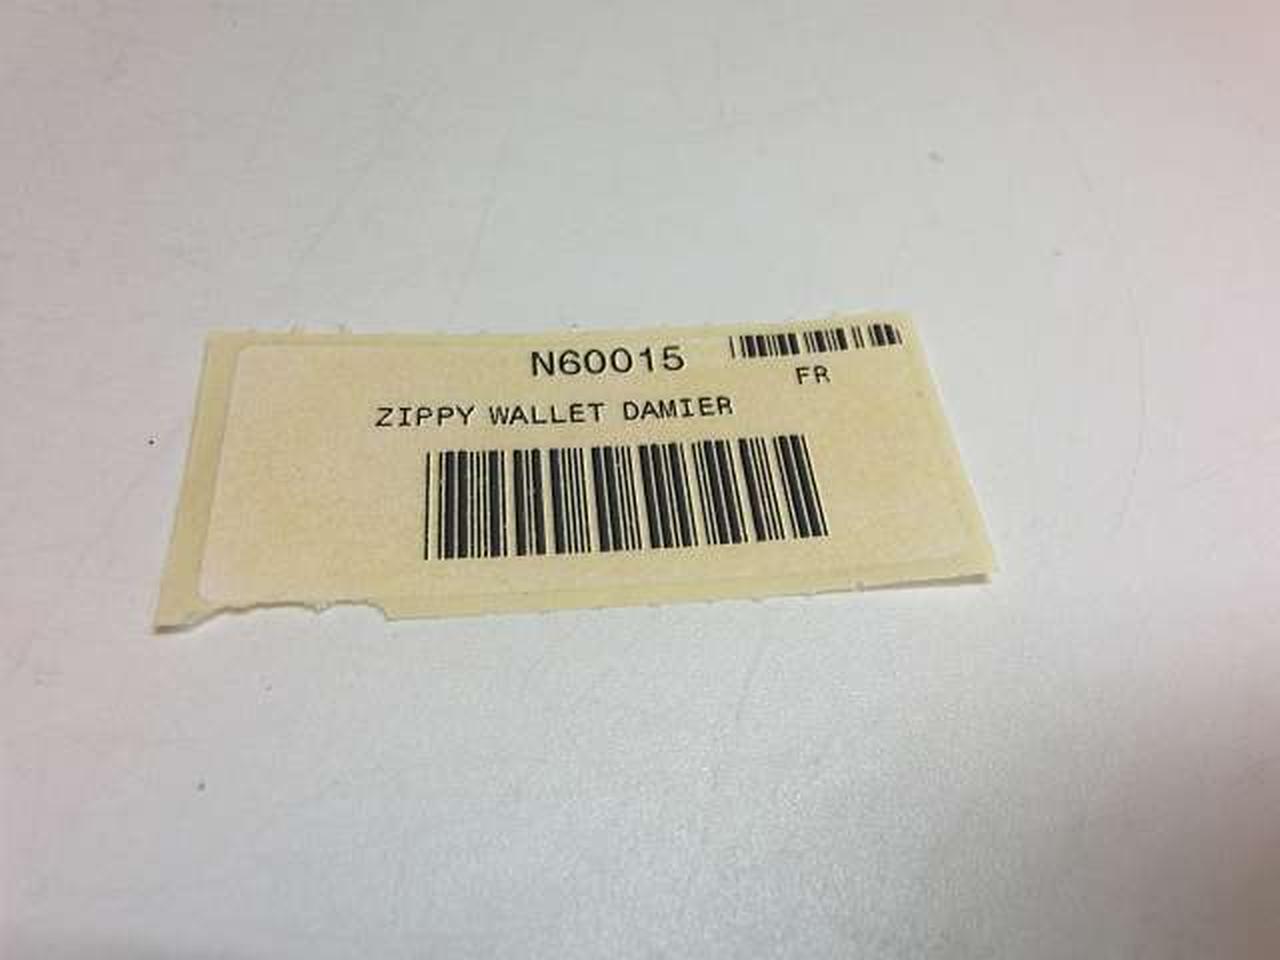 N60015
FR
ZIPPY WALLET DAMIER